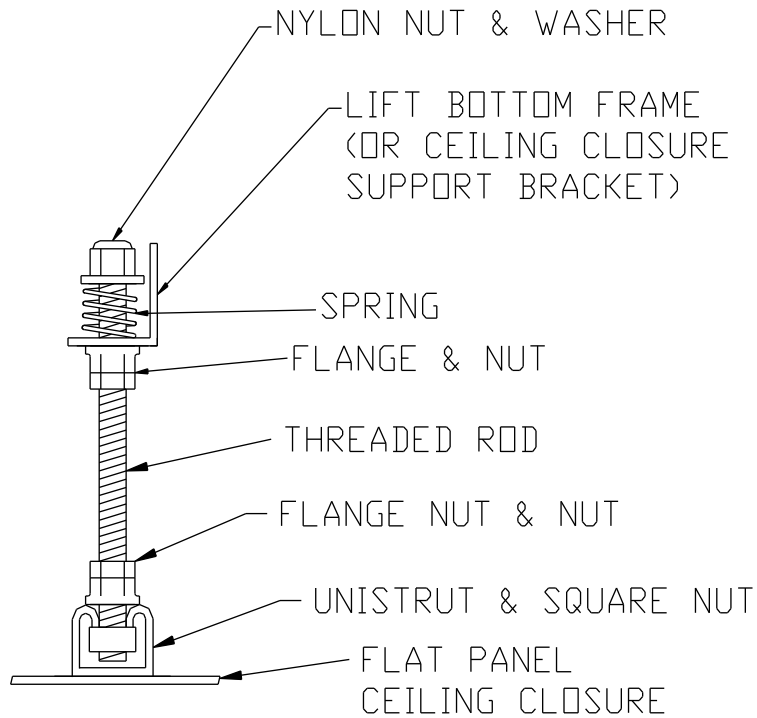 NYLON NUT & WASHER
LIFT BOTTOM FRAME
(OR CEILING CLOSURE
SUPPORT BRACKET)
SPRING
FLANGE & NUT
THREADED ROD
FLANGE NUT & NUT
UNISTRUT & SQUARE NUT
FLAT PANEL
CEILING CLOSURE